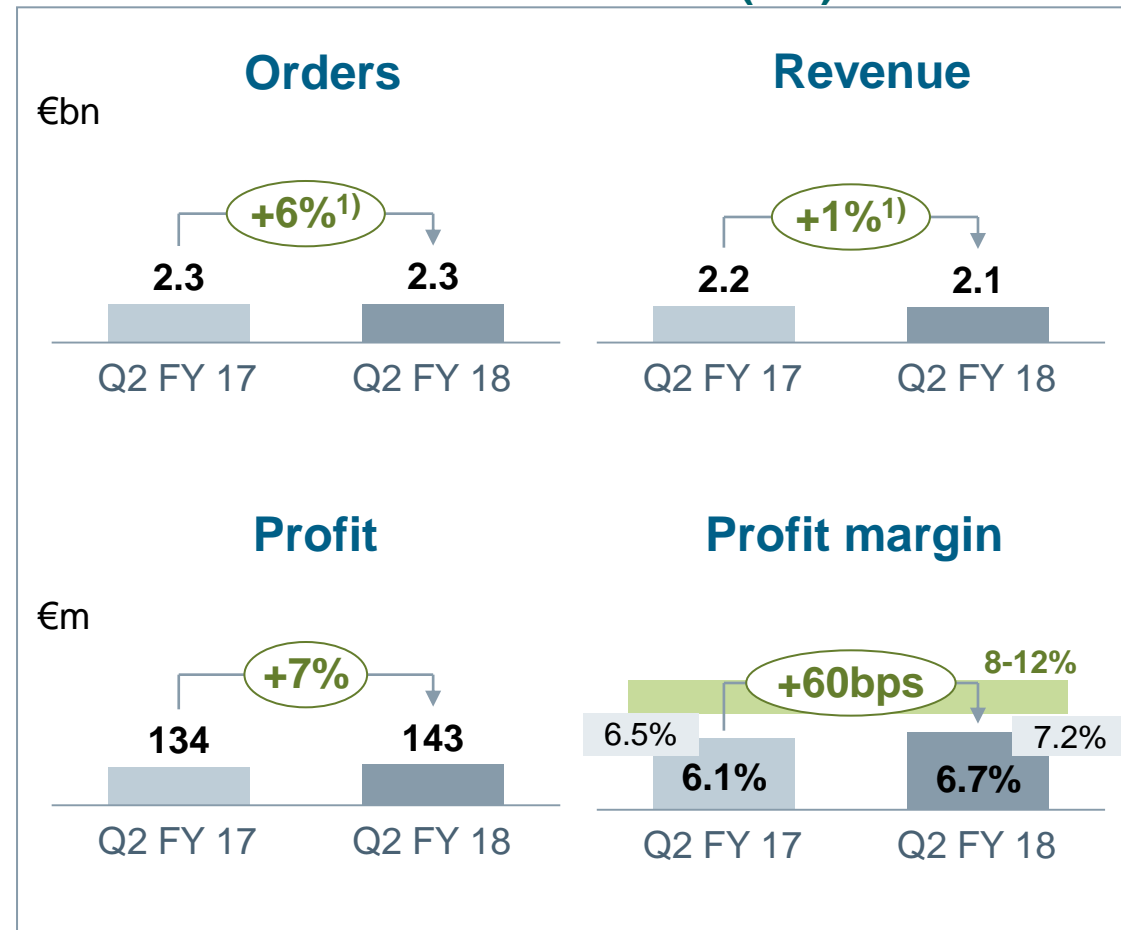 Orders
Revenue
€bn
+6%1)
+1%1)
2.3
2.3
2.2
2.1
Q2 FY 17
Q2 FY 18
Q2 FY 17
Q2 FY 18
Profit
Profit margin
€m
+7%
+60bps
8-12%
134
143
6.5%
7.2%
6.1%
6.7%
Q2 FY 17
Q2 FY 18
Q2 FY 17
Q2 FY 18